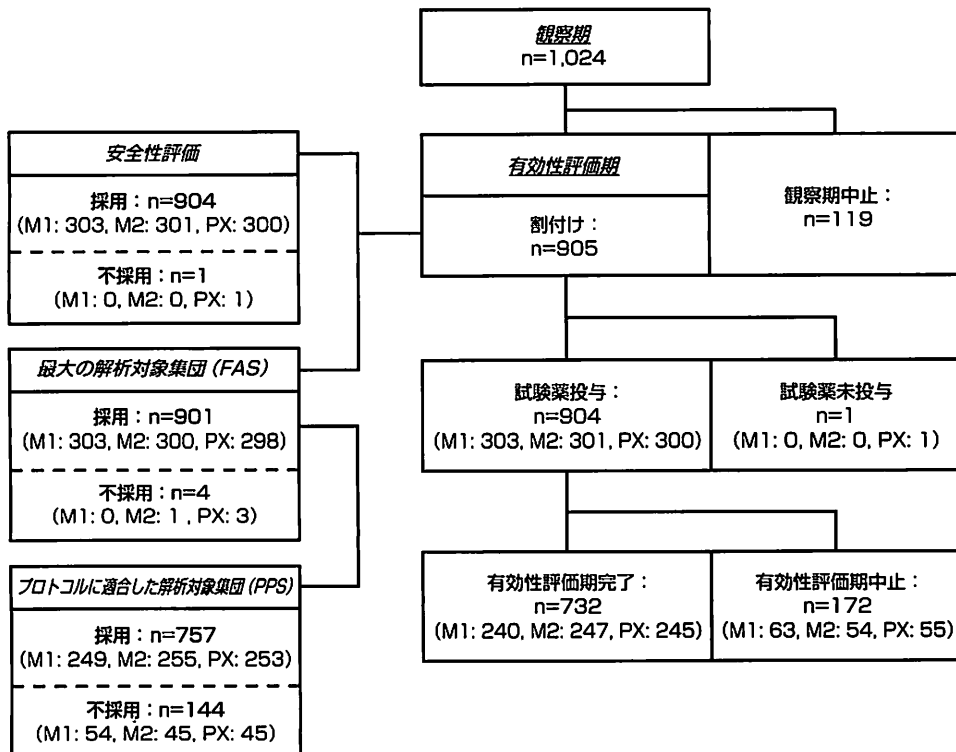 観察期
n=1,024
有効性評価期
割付け：
n=905
観察期中止：
n=119
試験薬投与：
n=904
(M1: 303, M2: 301, PX: 300)
試験薬未投与
n=1
(M1: 0, M2: 0, PX: 1)
有効性評価期完了：
n=732
(M1: 240, M2: 247, PX: 245)
有効性評価期中止：
n=172
(M1: 63, M2: 54, PX: 55)
安全性評価
採用：n=904
(M1: 303, M2: 301, PX: 300)
不採用：n=1
(M1: 0, M2: 0, PX: 1)
最大の解析対象集団（FAS）
採用：n=901
(M1: 303, M2: 300, PX: 298)
不採用：n=4
(M1: 0, M2: 1 , PX: 3)
プロトコルに適合した解析対象集団（PPS）
採用：n=757
(M1: 249, M2: 255, PX: 253)
不採用：n=144
(M1: 54, M2: 45, PX: 45)